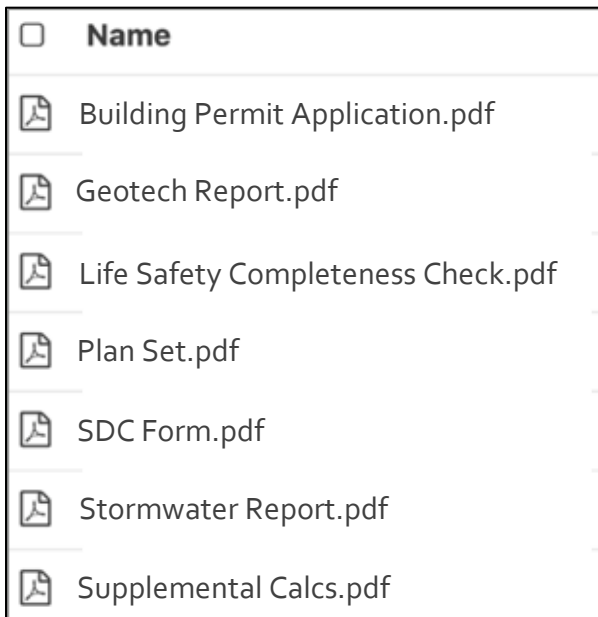 Name
Building Permit Application.pdf
Geotech Report.pdf
Life Safety Completeness Check.pdf
Plan Set.pdf
SDC Form.pdf
Stormwater Report.pdf
Supplemental Calcs.pdf